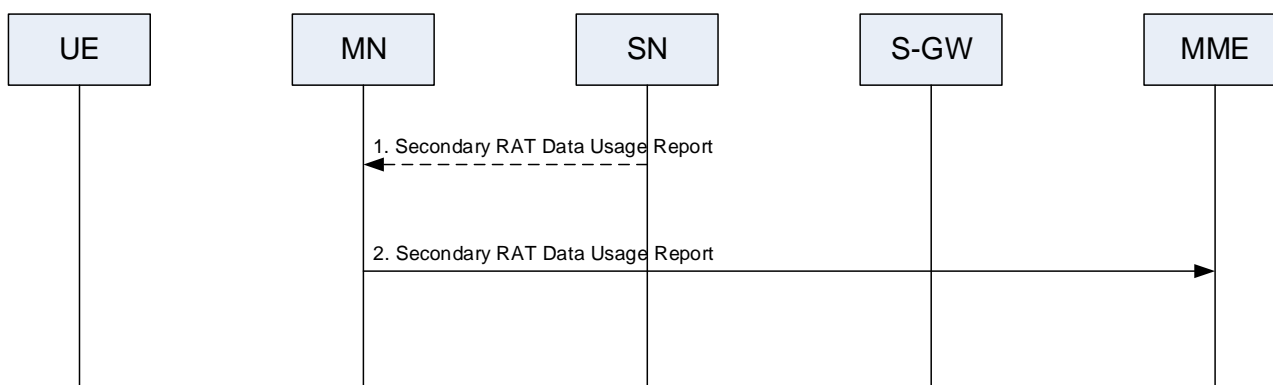 UE
MN
SN
S-GW
MME
1. Secondary RAT Data Usage Report
2. Secondary RAT Data Usage Report